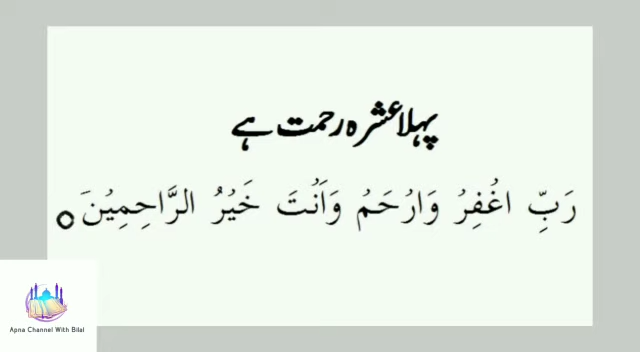 پہلا عشرہ رحمت ہے
رَبِّ اغْفِرْ وَارْحَمْ وَاَنْتَ خَيْرُ الرَّاحِمِيْنَ ○
Apna Channel With Bilal